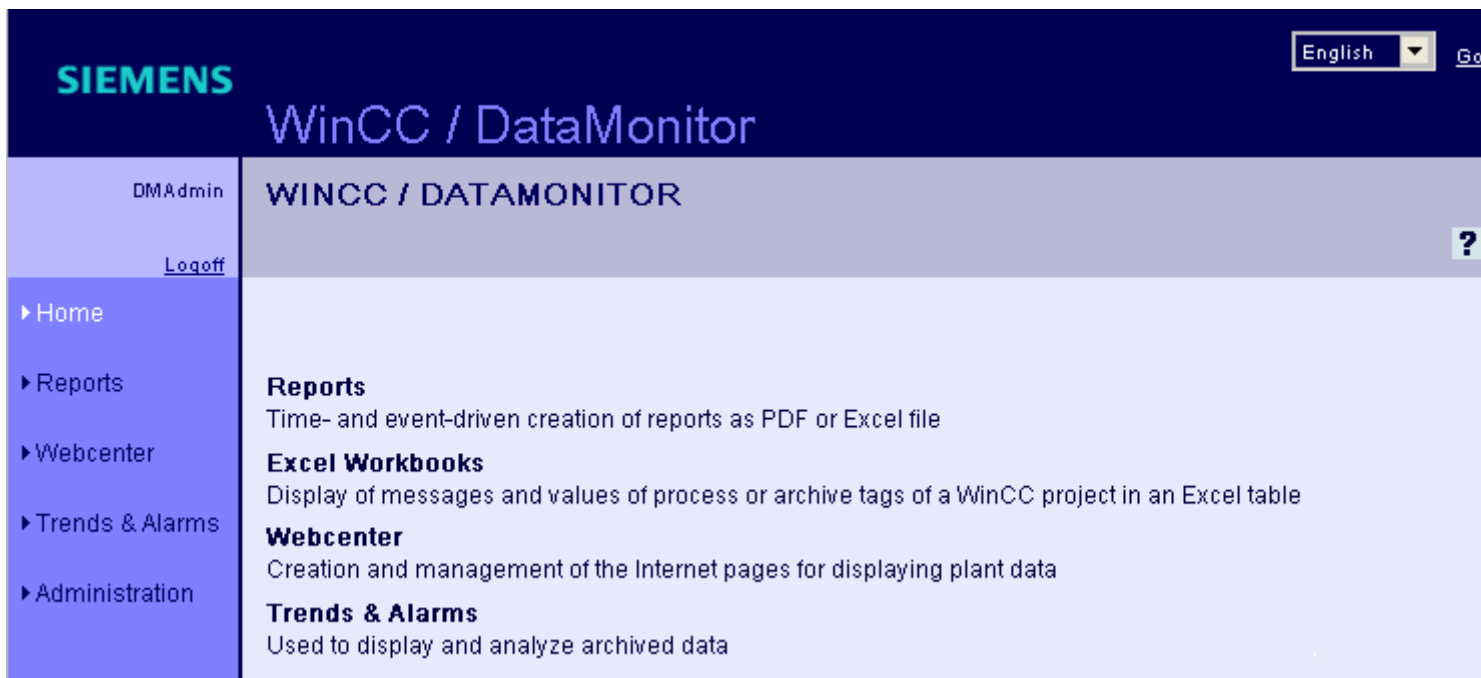 SIEMENS
English
Go
WinCC / DataMonitor
DMAdmin
WINCC / DATAMONITOR
Logoff
?
Home
Reports
Webcenter
Trends & Alarms
Administration
Reports
Time- and event-driven creation of reports as PDF or Excel file
Excel Workbooks
Display of messages and values of process or archive tags of a WinCC project in an Excel table
Webcenter
Creation and management of the Internet pages for displaying plant data
Trends & Alarms
Used to display and analyze archived data